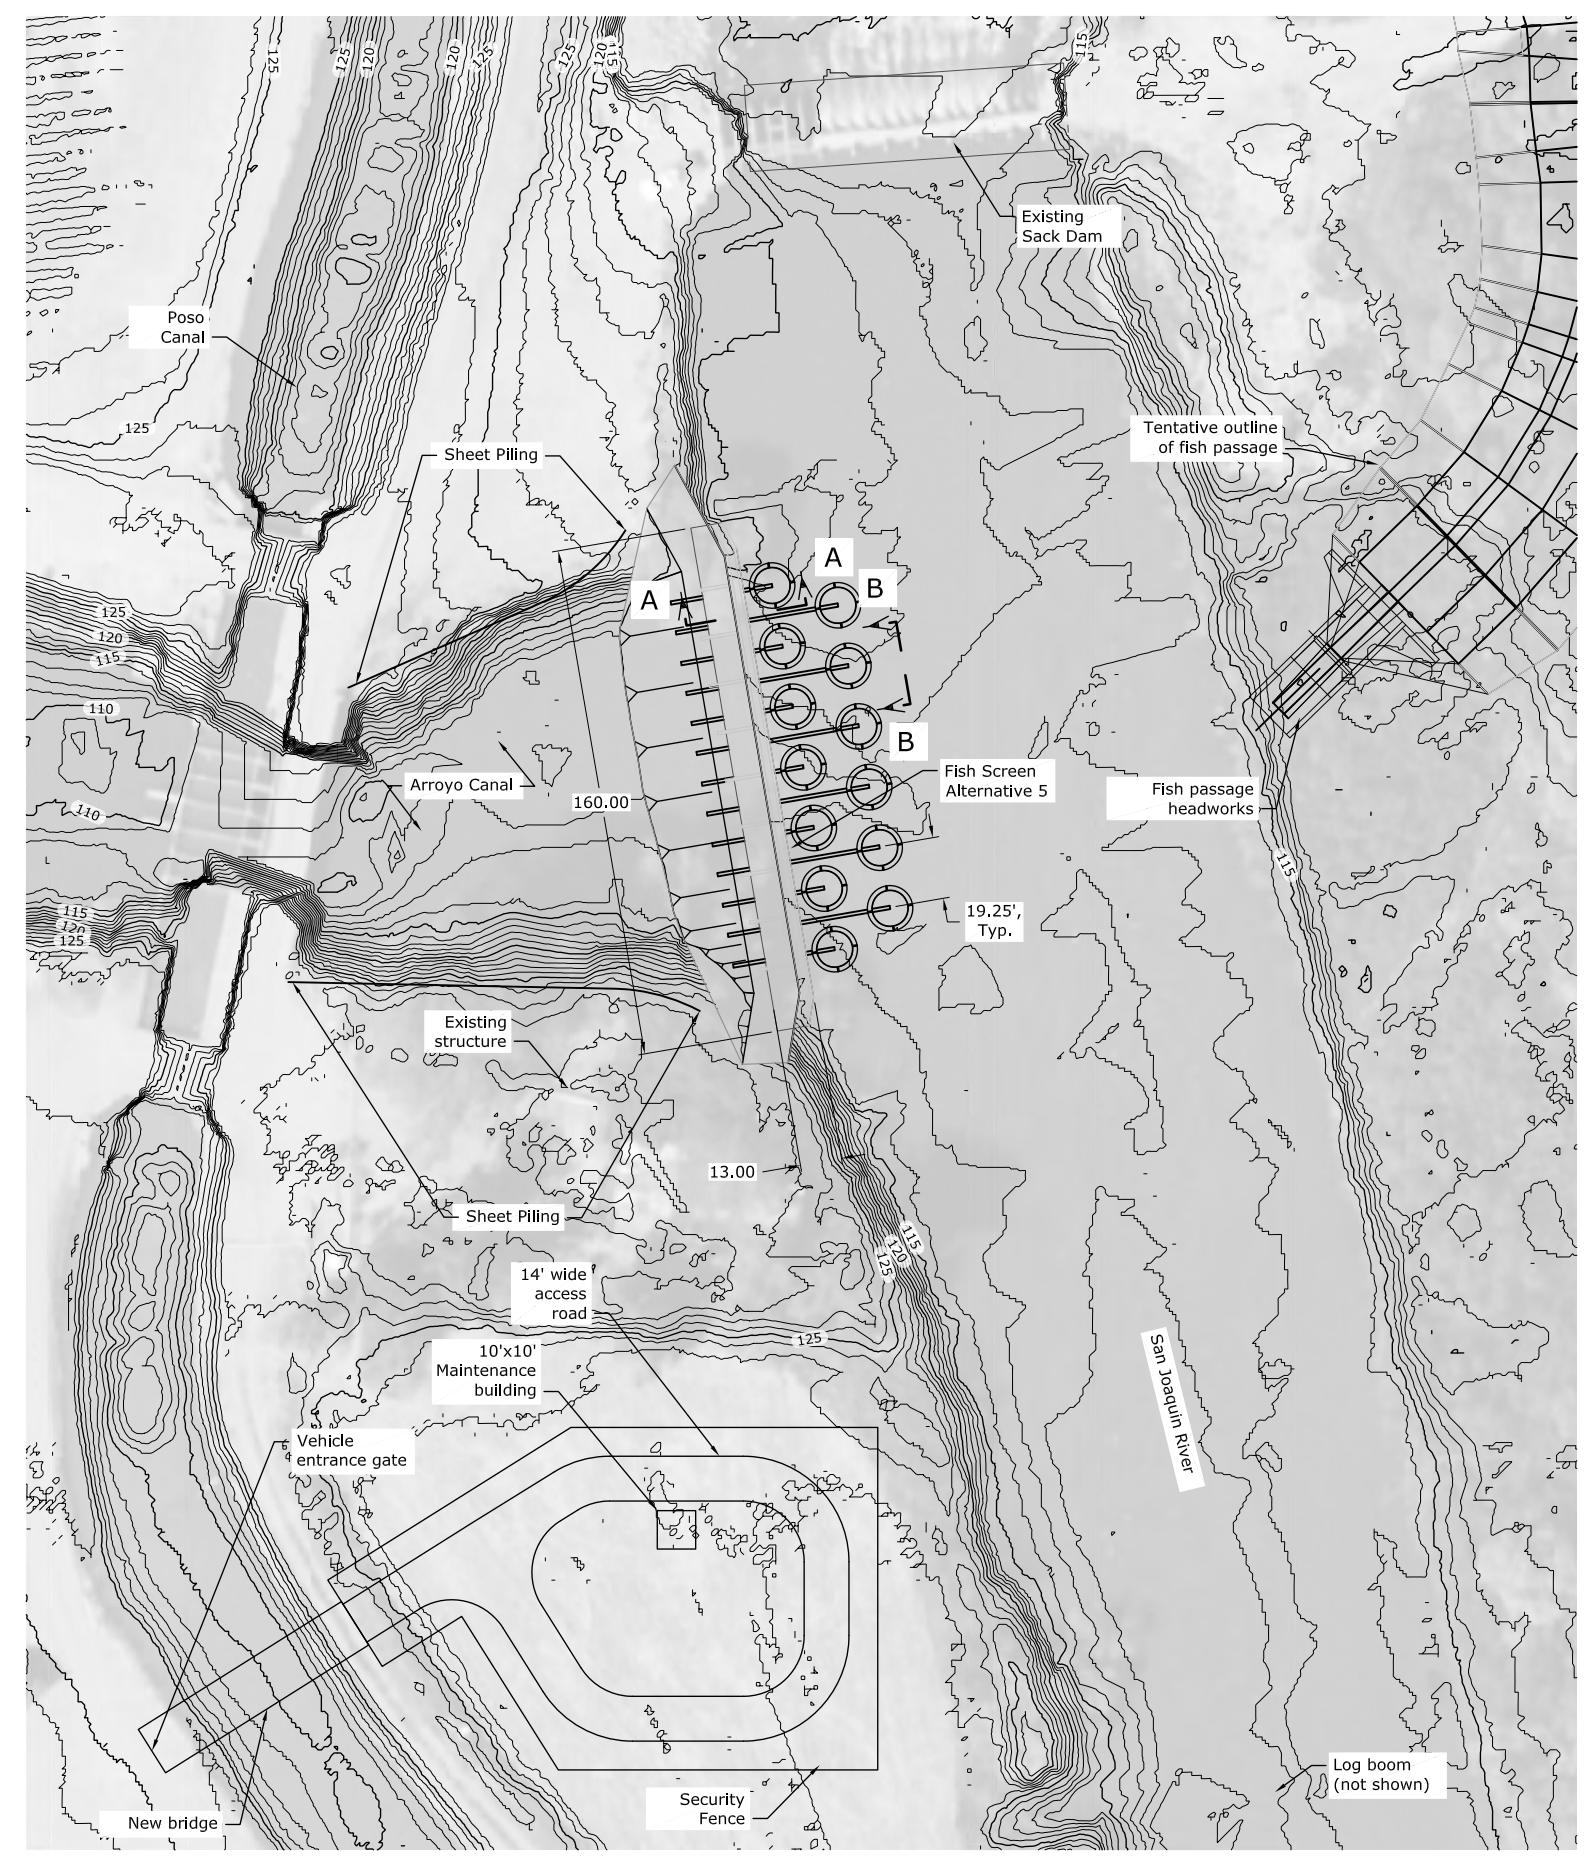 125
125
120
120
125
125
120
115
115
Existing
Sack Dam
Poso
Canal
125
Sheet Piling
Tentative outline
of fish passage
A
B
A
125
120
115
110
B
Arroyo Canal
160.00
Fish Screen
Alternative 5
Fish passage
headworks
110
115
115
120
125
19.25',
Typ.
Existing
structure
13.00
Sheet Piling
115
120
125
14' wide
access
road
125
10'x10'
Maintenance
building
San Joaquin River
Vehicle
entrance gate
Log boom
(not shown)
Security
Fence
New bridge